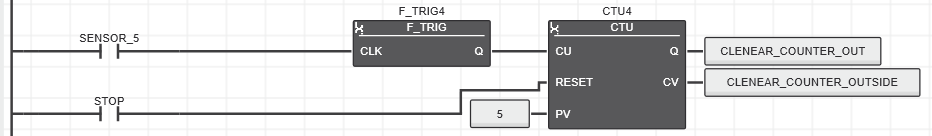 F_TRIG4
CTU4
SENSOR_5
F_TRIG
CTU
CLK
Q
CU
Q
CLENEAR_COUNTER_OUT
RESET
CV
CLENEAR_COUNTER_OUTSIDE
STOP
5
PV